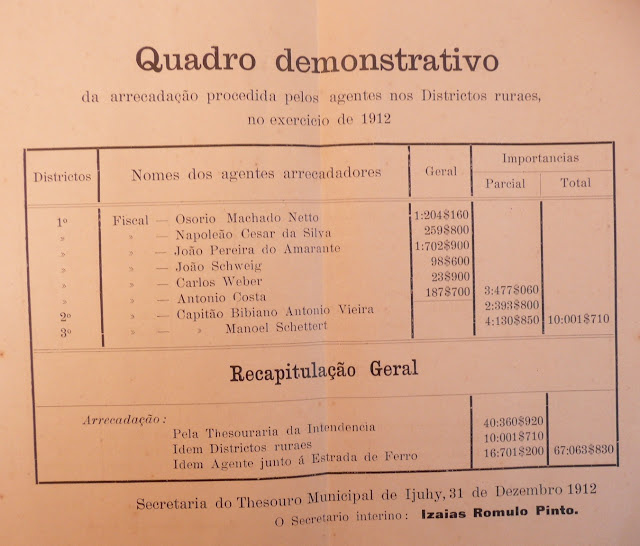 Quadro demonstrativo
da arrecadação procedida pelos agentes nos Districtos ruraes,
no exercicio de 1912
Districtos Nomes dos agentes arrecadadores Geral Importancias
Parcial Total
1º Fiscal — Osorio Machado Netto 1:204$160
» » — Napoleão Cesar da Silva 259$800
» » — João Pereira do Amarante 1:702$900
» » — João Schweig 98$600
» » — Carlos Weber 23$900
» » — Antonio Costa 187$700 3:477$060
2º » — Capitão Bibiano Antonio Vieira 2:393$800
3º » — » Manoel Schettert 4:130$850 10:001$710
Recapitulação Geral
Arrecadação:
Pela Thesouraria da Intendencia 40:360$920
Idem Districtos ruraes 10:001$710
Idem Agente junto á Estrada de Ferro 16:701$200 67:063$830
Secretaria do Thesouro Municipal de Ijuhy, 31 de Dezembro 1912
O Secretario interino: Izaias Romulo Pinto.